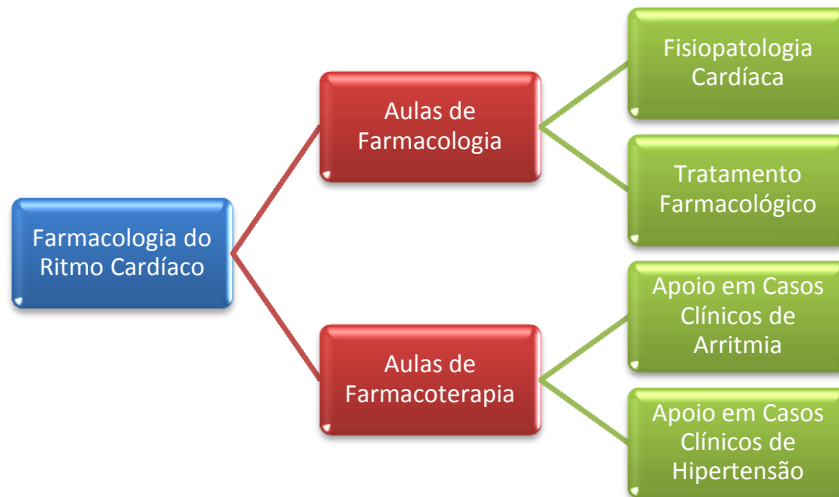 Farmacologia do
Ritmo Cardíaco
Aulas de
Farmacologia
Fisiopatologia
Cardíaca
Tratamento
Farmacológico
Aulas de
Farmacoterapia
Apoio em Casos
Clínicos de
Arritmia
Apoio em Casos
Clínicos de
Hipertensão